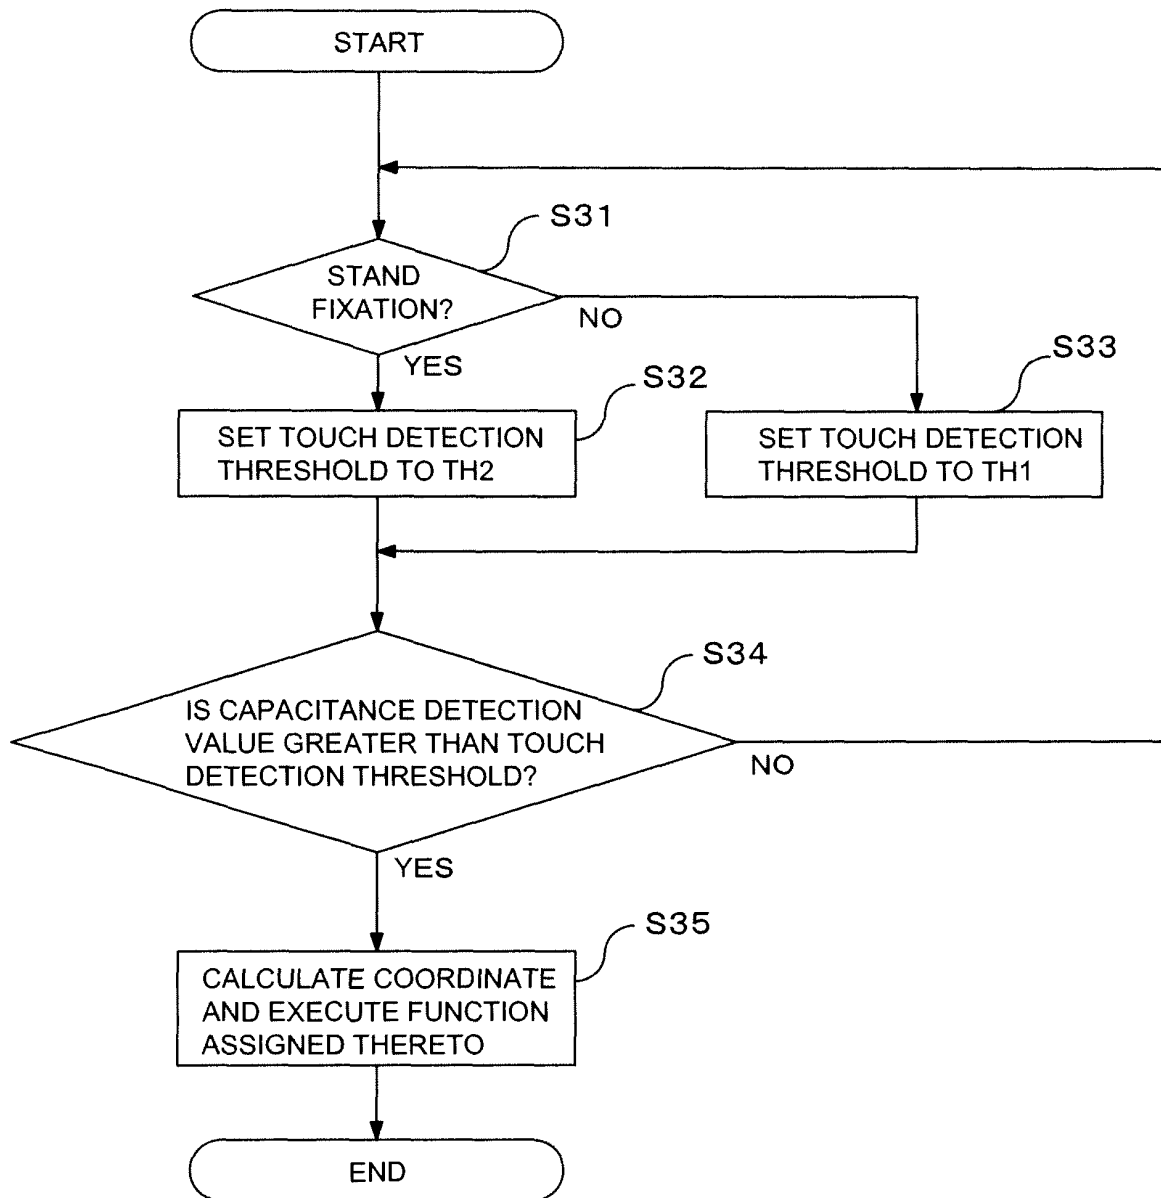 START
S31
STAND
FIXATION?
NO
YES
S32
S33
SET TOUCH DETECTION
THRESHOLD TO TH2
SET TOUCH DETECTION
THRESHOLD TO TH1
S34
IS CAPACITANCE DETECTION
VALUE GREATER THAN TOUCH
DETECTION THRESHOLD?
NO
YES
S35
CALCULATE COORDINATE
AND EXECUTE FUNCTION
ASSIGNED THERETO
END